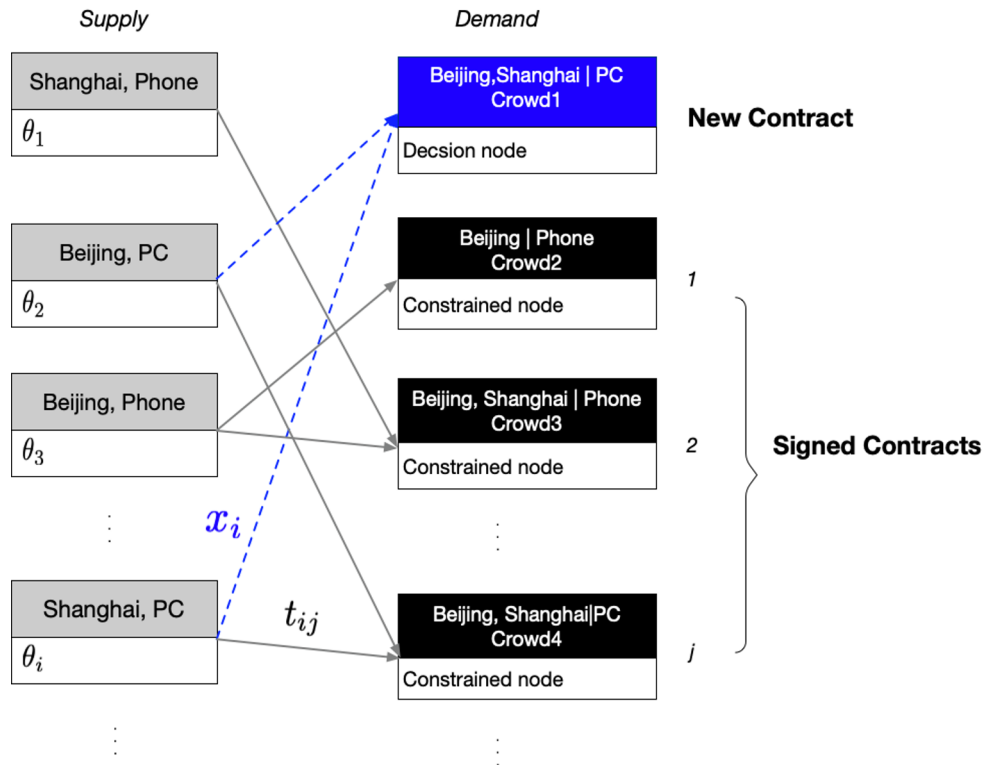 Supply
Demand
Shanghai, Phone
θ₁
Beijing,Shanghai | PC
Crowd1
Decsion node
New Contract
Beijing, PC
θ₂
Beijing | Phone
Crowd2
Constrained node
1
Beijing, Phone
θ₃
Beijing, Shanghai | Phone
Crowd3
Constrained node
2
Signed Contracts
xᵢ
Shanghai, PC
θᵢ
tᵢⱼ
Beijing, Shanghai|PC
Crowd4
Constrained node
j